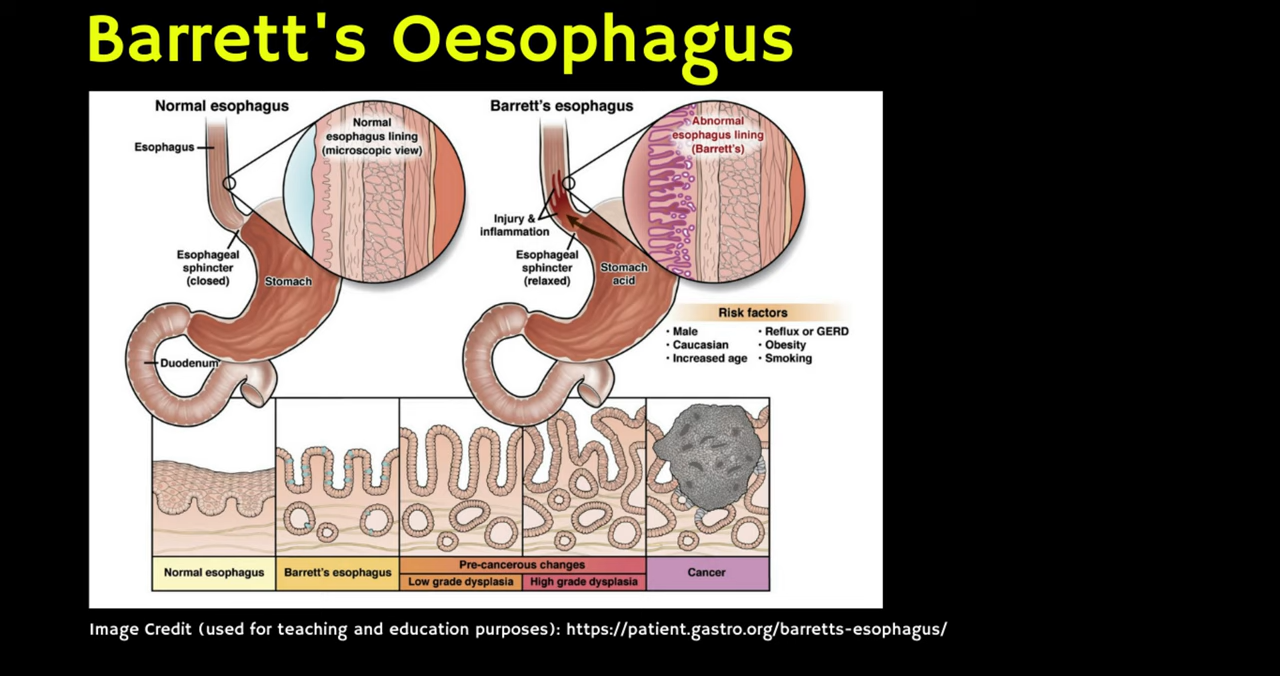 Barrett's Oesophagus
Normal esophagus
Esophagus
Normal
esophagus lining
(microscopic view)
Esophageal
sphincter
(closed)
Stomach
Duodenum
Barrett's esophagus
Abnormal
esophagus lining
(Barrett's)
Injury &
inflammation
Esophageal
sphincter
(relaxed)
Stomach
acid
Risk factors
• Male
• Caucasian
• Increased age
• Reflux or GERD
• Obesity
• Smoking
Normal esophagus
Barrett's esophagus
Pre-cancerous changes
Low grade dysplasia
High grade dysplasia
Cancer
Image Credit (used for teaching and education purposes): https://patient.gastro.org/barretts-esophagus/